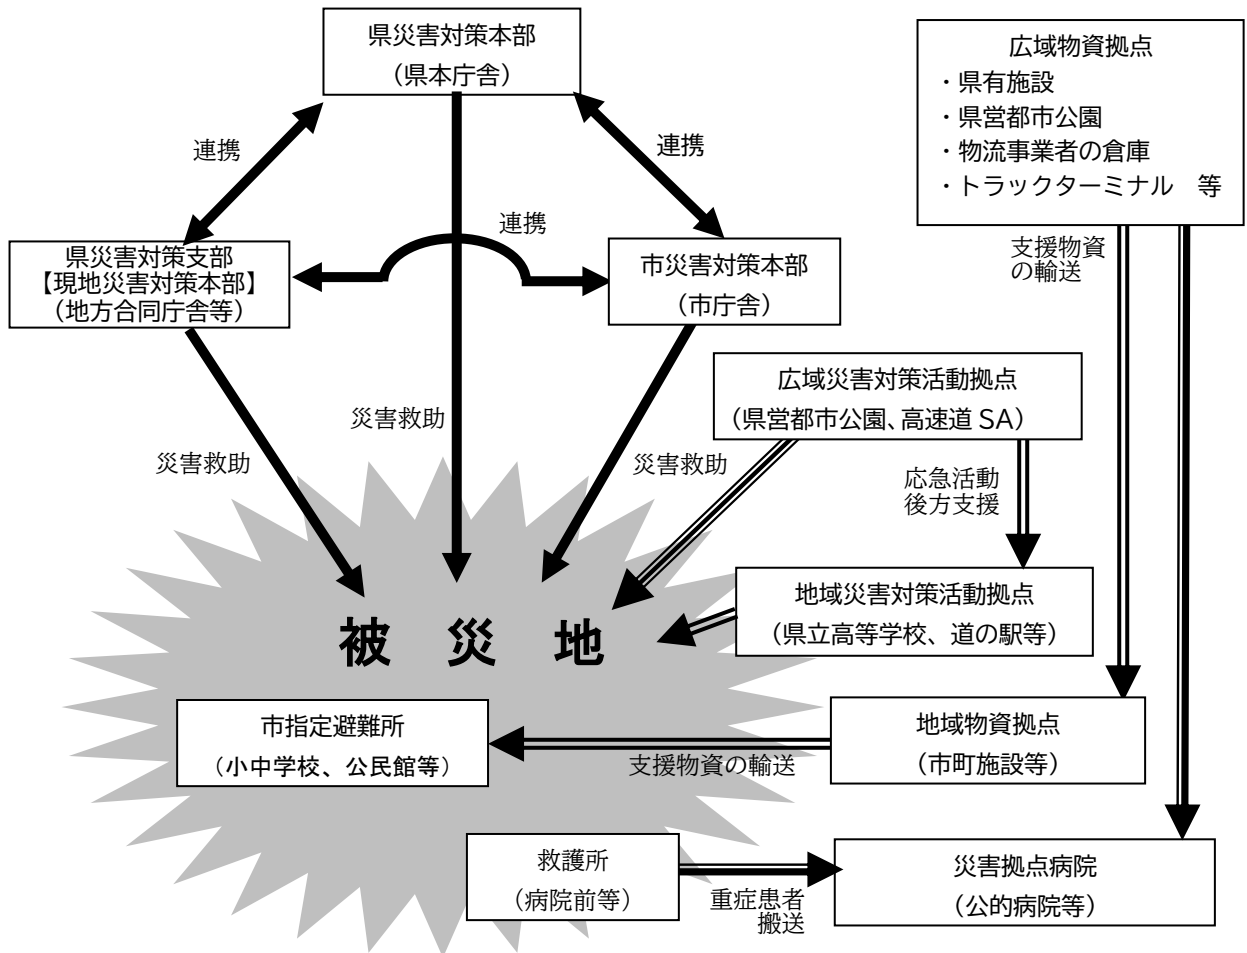 県災害対策本部
（県本庁舎）
広域物資拠点
・県有施設
・県営都市公園
・物流事業者の倉庫
・トラックターミナル　等
連携
連携
連携
県災害対策支部
【現地災害対策本部】
（地方合同庁舎等）
市災害対策本部
（市庁舎）
支援物資
の輸送
広域災害対策活動拠点
（県営都市公園、高速道 SA）
災害救助
災害救助
災害救助
応急活動
後方支援
地域災害対策活動拠点
（県立高等学校、道の駅等）
被　災　地
市指定避難所
（小中学校、公民館等）
支援物資の輸送
地域物資拠点
（市町施設等）
救護所
（病院前等）
重症患者
搬送
災害拠点病院
（公的病院等）